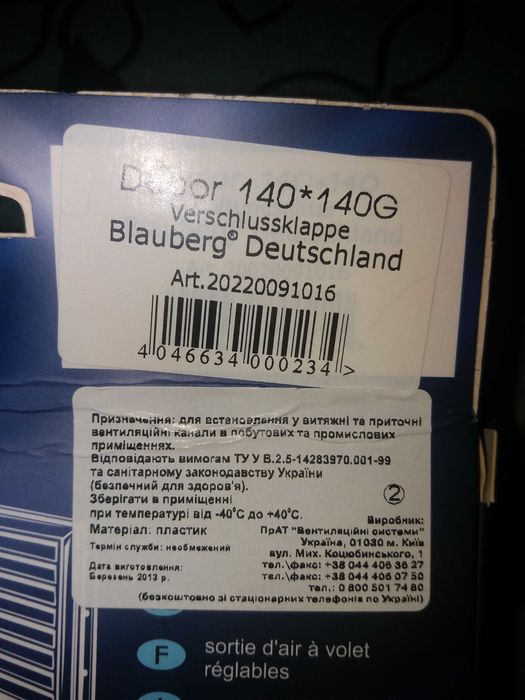 Decor 140*140G
Verschlussklappe
Blauberg® Deutschland
Art.20220091016
4 046634 000234 >
Призначення: для встановлення у витяжні та приточні
вентиляційні канали в побутових та промислових
приміщеннях.
Відповідають вимогам ТУ У В.2.5-14283970.001-99
та санітарному законодавству України
(безпечний для здоров'я).
Зберігати в приміщенні
при температурі від -40°С до +40°С.
Матеріал: пластик
Термін служби: необмежений
Дата виготовлення:
Березень 2013 р.
2
Виробник:
ПрАТ "Вентиляційні системи"
Україна, 01030 м. Київ
вул. Мих. Коцюбинського, 1
тел.\факс: +38 044 406 36 27
тел.\факс: +38 044 406 07 50
тел.: 0 800 501 74 80
(безкоштовно зі стаціонарних телефонів по Україні)
F sortie d'air à volet
réglables